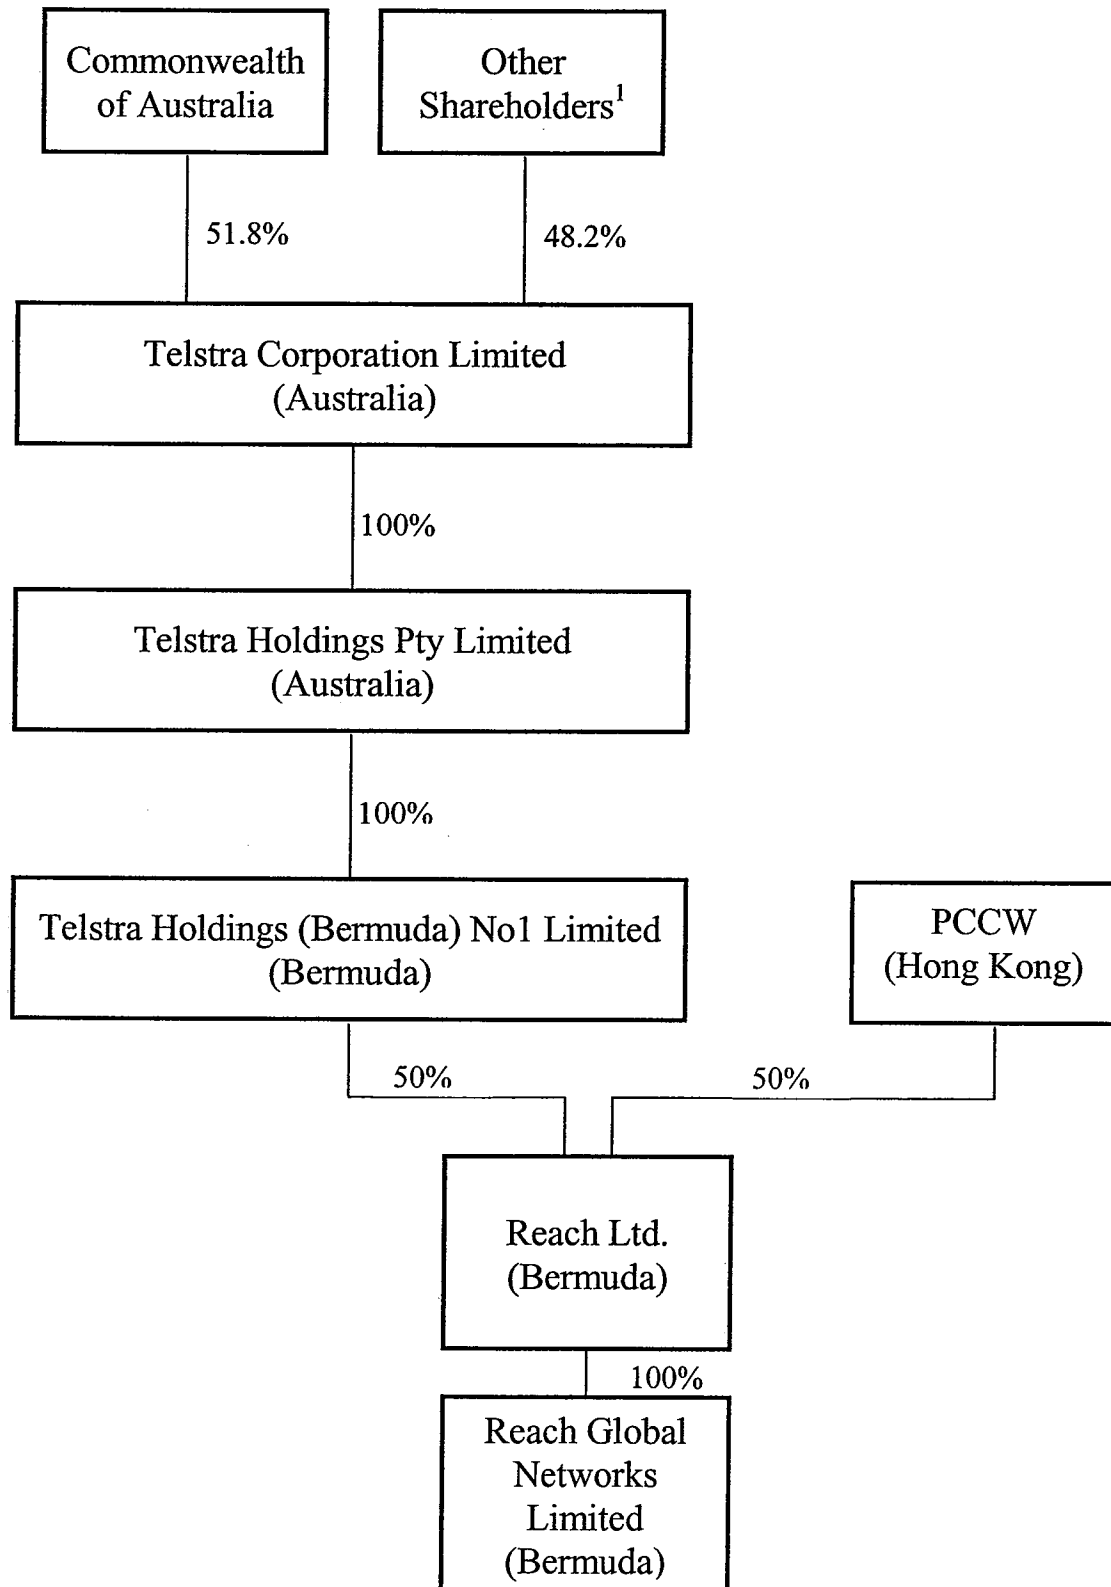 Commonwealth
of Australia
Other
Shareholders¹
51.8%
48.2%
Telstra Corporation Limited
(Australia)
100%
Telstra Holdings Pty Limited
(Australia)
100%
Telstra Holdings (Bermuda) No1 Limited
(Bermuda)
PCCW
(Hong Kong)
50%
50%
Reach Ltd.
(Bermuda)
100%
Reach Global
Networks
Limited
(Bermuda)